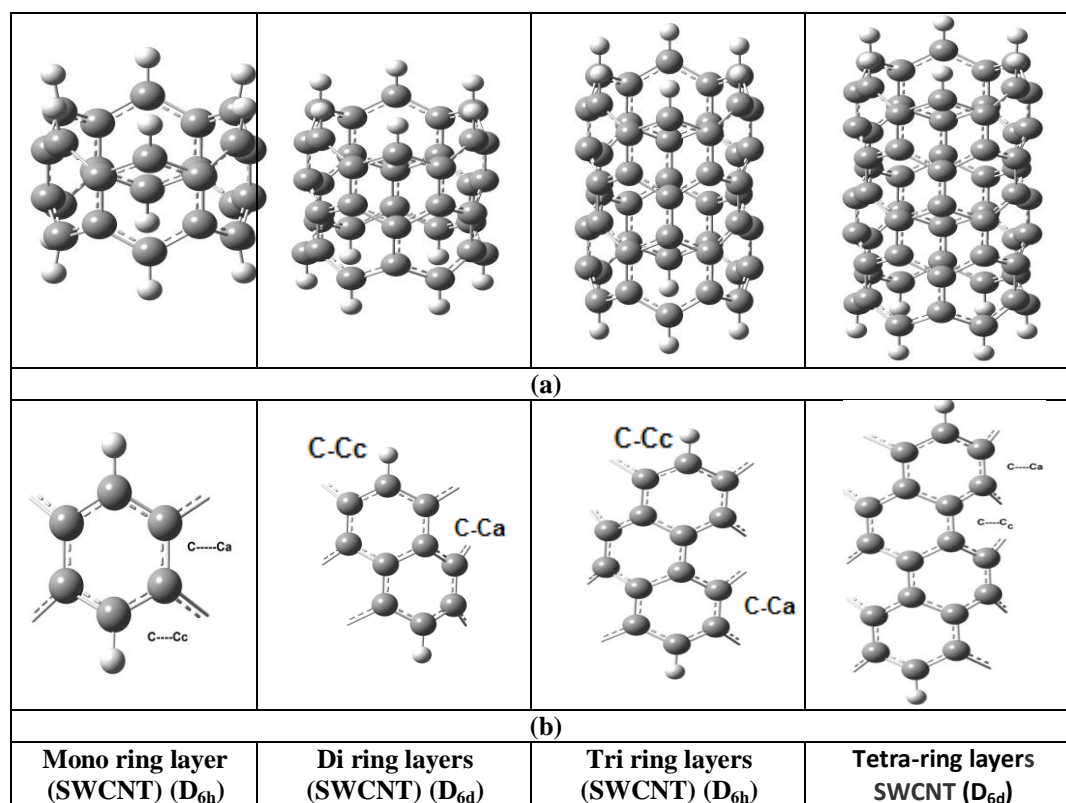 (a)
C-Cc
C-Cc
C----Ca
C-Ca
C----Cc
C-----Ca
C-Ca
C----Cc
(b)
Mono ring layer
(SWCNT) (D6h)
Di ring layers
(SWCNT) (D6d)
Tri ring layers
(SWCNT) (D6h)
Tetra-ring layers
SWCNT (D6d)